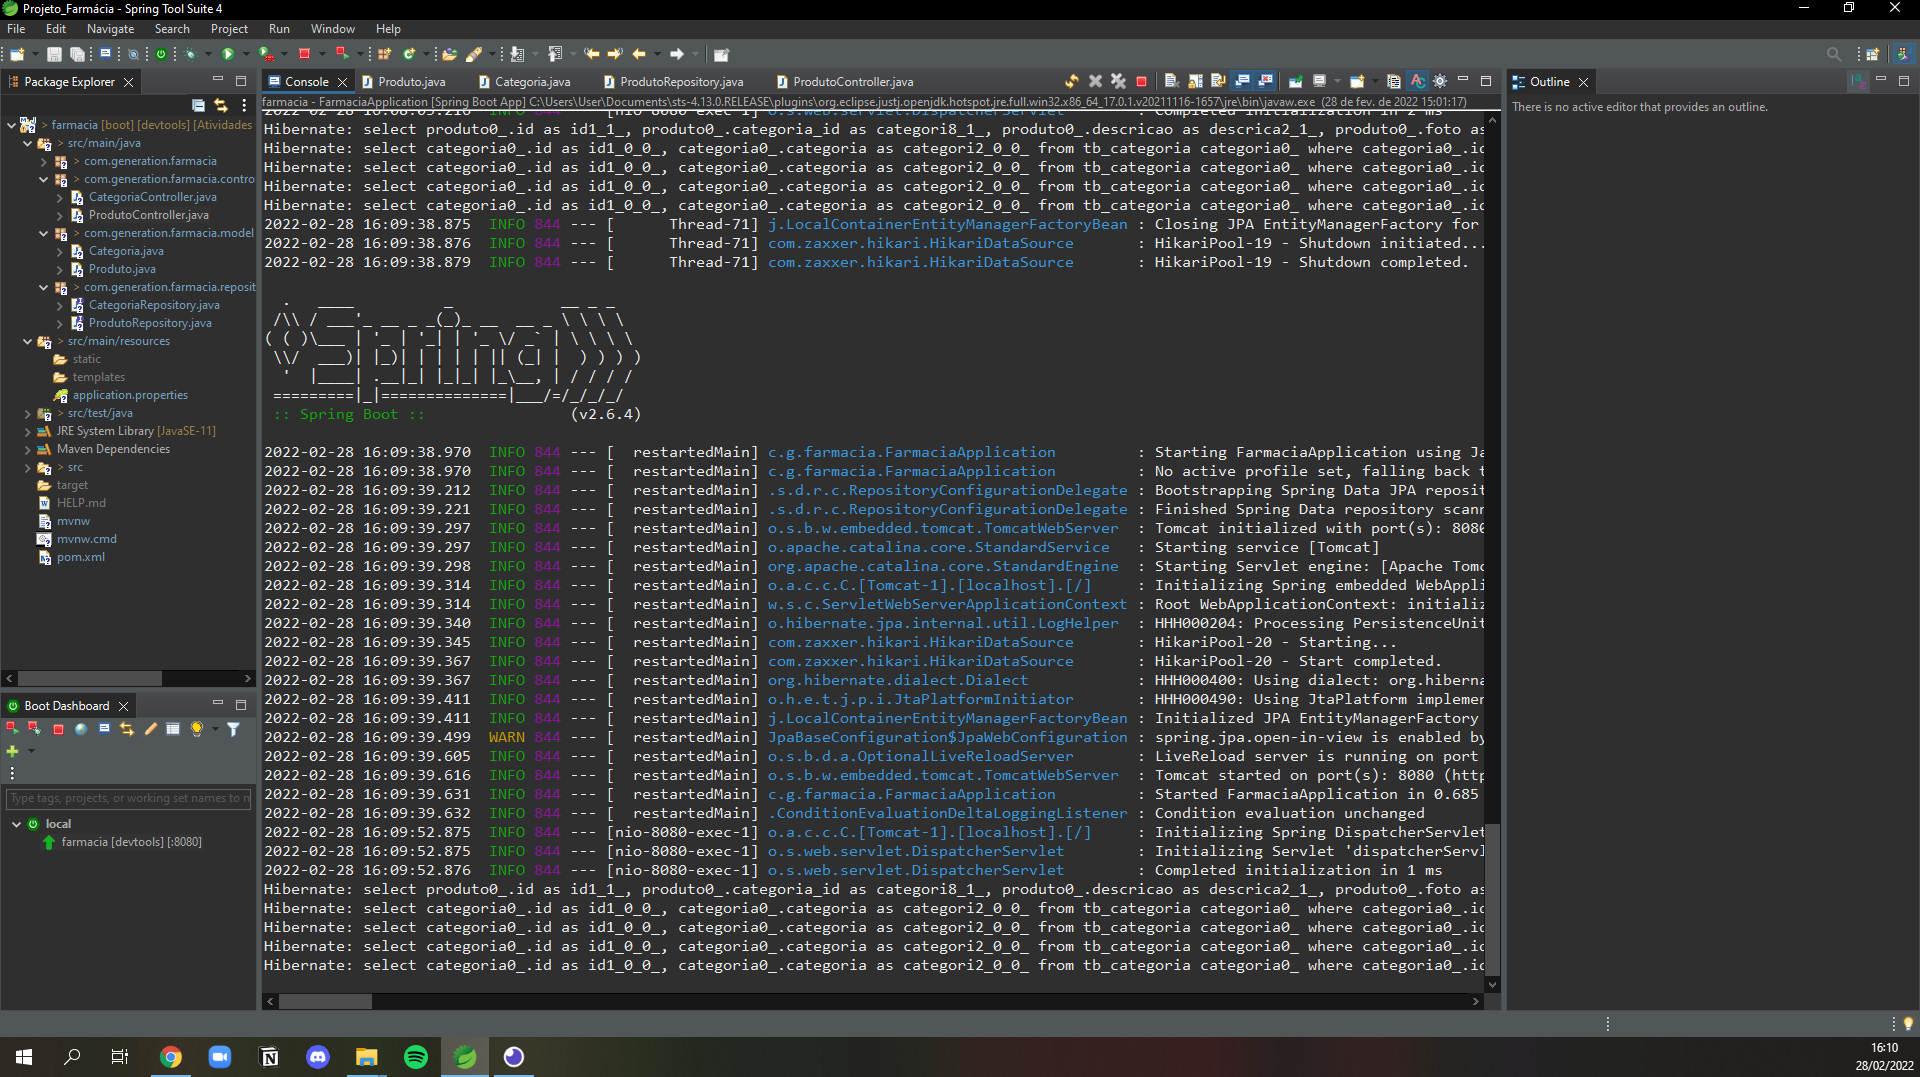 Projeto_Farmácia - Spring Tool Suite 4
File Edit Navigate Search Project Run Window Help
Package Explorer
Console Produto.java Categoria.java ProdutoRepository.java ProdutoController.java
Outline
There is no active editor that provides an outline.
farmacia - FarmaciaApplication [Spring Boot App] C:\Users\User\Documents\sts-4.13.0.RELEASE\plugins\org.eclipse.justj.openjdk.hotspot.jre.full.win32.x86_64_17.0.1.v20211116-1657\jre\bin\javaw.exe (28 de fev. de 2022 15:01:17)
> farmacia [boot] [devtools] [Atividades
> src/main/java
> com.generation.farmacia
> com.generation.farmacia.contro
CategoriaController.java
ProdutoController.java
> com.generation.farmacia.model
Categoria.java
Produto.java
> com.generation.farmacia.reposit
CategoriaRepository.java
ProdutoRepository.java
> src/main/resources
static
templates
application.properties
> src/test/java
JRE System Library [JavaSE-11]
Maven Dependencies
> src
target
HELP.md
mvnw
mvnw.cmd
pom.xml
Boot Dashboard
Type tags, projects, or working set names to n
local
farmacia [devtools] [:8080]
Hibernate: select produto0_.id as id1_1_, produto0_.categoria_id as categori8_1_, produto0_.descricao as descrica2_1_, produto0_.foto as
Hibernate: select categoria0_.id as id1_0_0_, categoria0_.categoria as categori2_0_0_ from tb_categoria categoria0_ where categoria0_.id
Hibernate: select categoria0_.id as id1_0_0_, categoria0_.categoria as categori2_0_0_ from tb_categoria categoria0_ where categoria0_.id
Hibernate: select categoria0_.id as id1_0_0_, categoria0_.categoria as categori2_0_0_ from tb_categoria categoria0_ where categoria0_.id
Hibernate: select categoria0_.id as id1_0_0_, categoria0_.categoria as categori2_0_0_ from tb_categoria categoria0_ where categoria0_.id
2022-02-28 16:09:38.875 INFO 844 --- [ Thread-71] j.LocalContainerEntityManagerFactoryBean : Closing JPA EntityManagerFactory for
2022-02-28 16:09:38.876 INFO 844 --- [ Thread-71] com.zaxxer.hikari.HikariDataSource : HikariPool-19 - Shutdown initiated...
2022-02-28 16:09:38.879 INFO 844 --- [ Thread-71] com.zaxxer.hikari.HikariDataSource : HikariPool-19 - Shutdown completed.
Spring
:: Spring Boot :: (v2.6.4)
2022-02-28 16:09:38.970 INFO 844 --- [ restartedMain] c.g.farmacia.FarmaciaApplication : Starting FarmaciaApplication using Ja
2022-02-28 16:09:38.970 INFO 844 --- [ restartedMain] c.g.farmacia.FarmaciaApplication : No active profile set, falling back t
2022-02-28 16:09:39.212 INFO 844 --- [ restartedMain] .s.d.r.c.RepositoryConfigurationDelegate : Bootstrapping Spring Data JPA reposit
2022-02-28 16:09:39.221 INFO 844 --- [ restartedMain] .s.d.r.c.RepositoryConfigurationDelegate : Finished Spring Data repository scann
2022-02-28 16:09:39.297 INFO 844 --- [ restartedMain] o.s.b.w.embedded.tomcat.TomcatWebServer : Tomcat initialized with port(s): 8080
2022-02-28 16:09:39.297 INFO 844 --- [ restartedMain] o.apache.catalina.core.StandardService : Starting service [Tomcat]
2022-02-28 16:09:39.298 INFO 844 --- [ restartedMain] org.apache.catalina.core.StandardEngine : Starting Servlet engine: [Apache Tomc
2022-02-28 16:09:39.314 INFO 844 --- [ restartedMain] o.a.c.c.C.[Tomcat-1].[localhost].[/] : Initializing Spring embedded WebAppli
2022-02-28 16:09:39.314 INFO 844 --- [ restartedMain] w.s.c.ServletWebServerApplicationContext : Root WebApplicationContext: initializ
2022-02-28 16:09:39.340 INFO 844 --- [ restartedMain] o.hibernate.jpa.internal.util.LogHelper : HHH000204: Processing PersistenceUnit
2022-02-28 16:09:39.345 INFO 844 --- [ restartedMain] com.zaxxer.hikari.HikariDataSource : HikariPool-20 - Starting...
2022-02-28 16:09:39.367 INFO 844 --- [ restartedMain] com.zaxxer.hikari.HikariDataSource : HikariPool-20 - Start completed.
2022-02-28 16:09:39.367 INFO 844 --- [ restartedMain] org.hibernate.dialect.Dialect : HHH000400: Using dialect: org.hiberna
2022-02-28 16:09:39.411 INFO 844 --- [ restartedMain] o.h.e.t.j.p.i.JtaPlatformInitiator : HHH000490: Using JtaPlatform implemen
2022-02-28 16:09:39.411 INFO 844 --- [ restartedMain] j.LocalContainerEntityManagerFactoryBean : Initialized JPA EntityManagerFactory
2022-02-28 16:09:39.499 WARN 844 --- [ restartedMain] JpaBaseConfiguration$JpaWebConfiguration : spring.jpa.open-in-view is enabled by
2022-02-28 16:09:39.605 INFO 844 --- [ restartedMain] o.s.b.d.a.OptionalLiveReloadServer : LiveReload server is running on port
2022-02-28 16:09:39.616 INFO 844 --- [ restartedMain] o.s.b.w.embedded.tomcat.TomcatWebServer : Tomcat started on port(s): 8080 (http
2022-02-28 16:09:39.631 INFO 844 --- [ restartedMain] c.g.farmacia.FarmaciaApplication : Started FarmaciaApplication in 0.685
2022-02-28 16:09:39.632 INFO 844 --- [ restartedMain] .ConditionEvaluationDeltaLoggingListener : Condition evaluation unchanged
2022-02-28 16:09:52.875 INFO 844 --- [nio-8080-exec-1] o.a.c.c.C.[Tomcat-1].[localhost].[/] : Initializing Spring DispatcherServlet
2022-02-28 16:09:52.875 INFO 844 --- [nio-8080-exec-1] o.s.web.servlet.DispatcherServlet : Initializing Servlet 'dispatcherServl
2022-02-28 16:09:52.876 INFO 844 --- [nio-8080-exec-1] o.s.web.servlet.DispatcherServlet : Completed initialization in 1 ms
Hibernate: select produto0_.id as id1_1_, produto0_.categoria_id as categori8_1_, produto0_.descricao as descrica2_1_, produto0_.foto as
Hibernate: select categoria0_.id as id1_0_0_, categoria0_.categoria as categori2_0_0_ from tb_categoria categoria0_ where categoria0_.id
Hibernate: select categoria0_.id as id1_0_0_, categoria0_.categoria as categori2_0_0_ from tb_categoria categoria0_ where categoria0_.id
Hibernate: select categoria0_.id as id1_0_0_, categoria0_.categoria as categori2_0_0_ from tb_categoria categoria0_ where categoria0_.id
Hibernate: select categoria0_.id as id1_0_0_, categoria0_.categoria as categori2_0_0_ from tb_categoria categoria0_ where categoria0_.id
16:10
28/02/2022